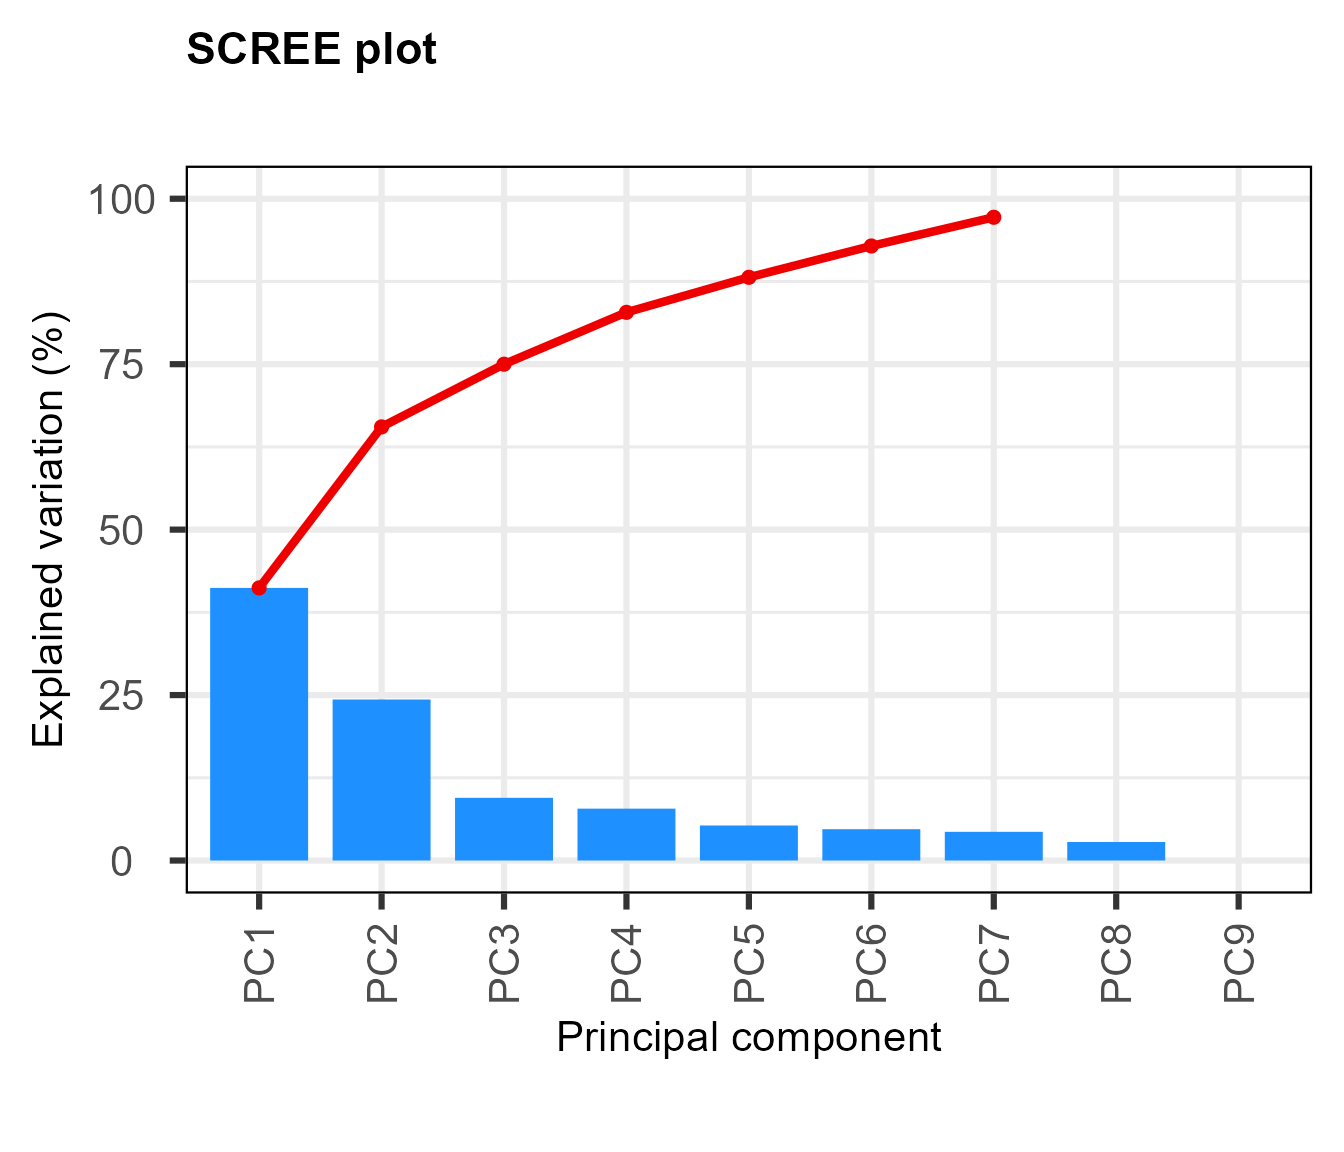 SCREE plot
Explained variation (%)
100
75
50
25
0
PC1
PC2
PC3
PC4
PC5
PC6
PC7
PC8
PC9
Principal component